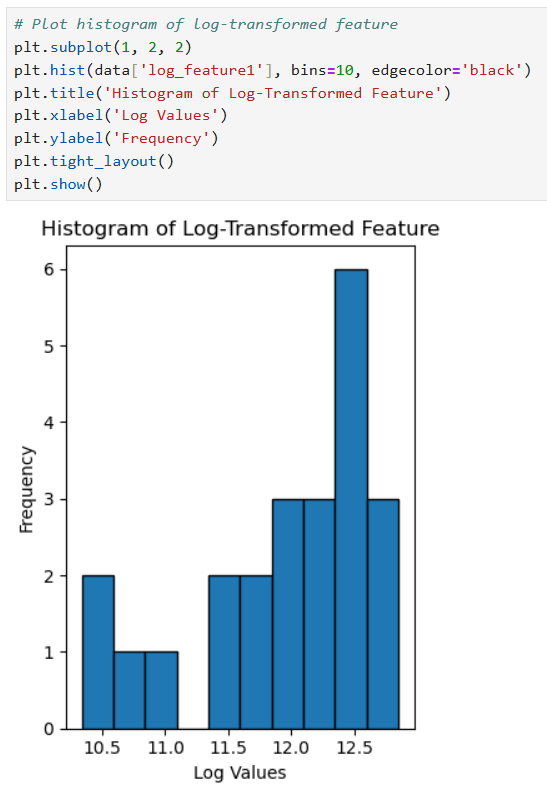 # Plot histogram of log-transformed feature
plt.subplot(1, 2, 2)
plt.hist(data['log_feature1'], bins=10, edgecolor='black')
plt.title('Histogram of Log-Transformed Feature')
plt.xlabel('Log Values')
plt.ylabel('Frequency')
plt.tight_layout()
plt.show()
Histogram of Log-Transformed Feature
6
5
4
3
2
1
0
Frequency
10.5 11.0 11.5 12.0 12.5
Log Values